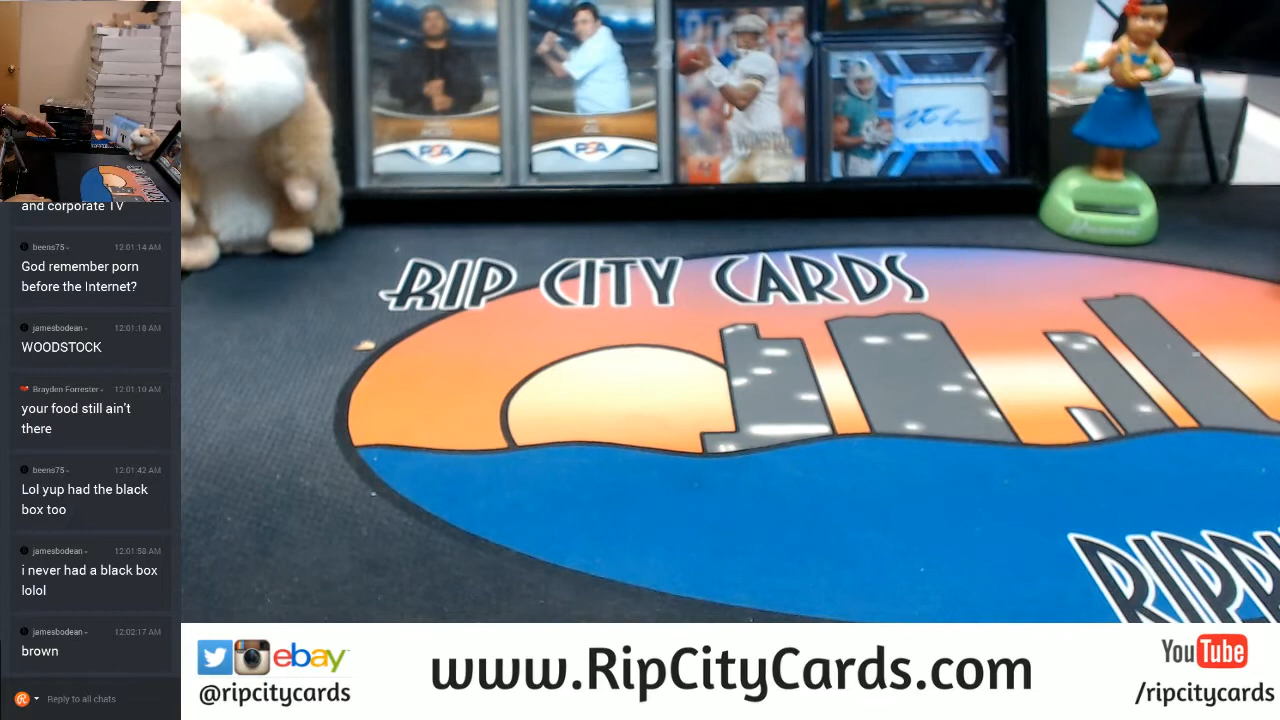 and corporate TV
beens75
12:01:14 AM
God remember porn
before the Internet?
jamesbodean
12:01:18 AM
WOODSTOCK
Brayden Forrester
12:01:10 AM
your food still ain't
there
beens75
12:01:42 AM
Lol yup had the black
box too
jamesbodean
12:01:58 AM
i never had a black box
lolol
jamesbodean
12:02:17 AM
brown
Reply to all chats
PSA
PSA
RIP CITY CARDS
ebay
@ripcitycards
www.RipCityCards.com
YouTube
/ripcitycards